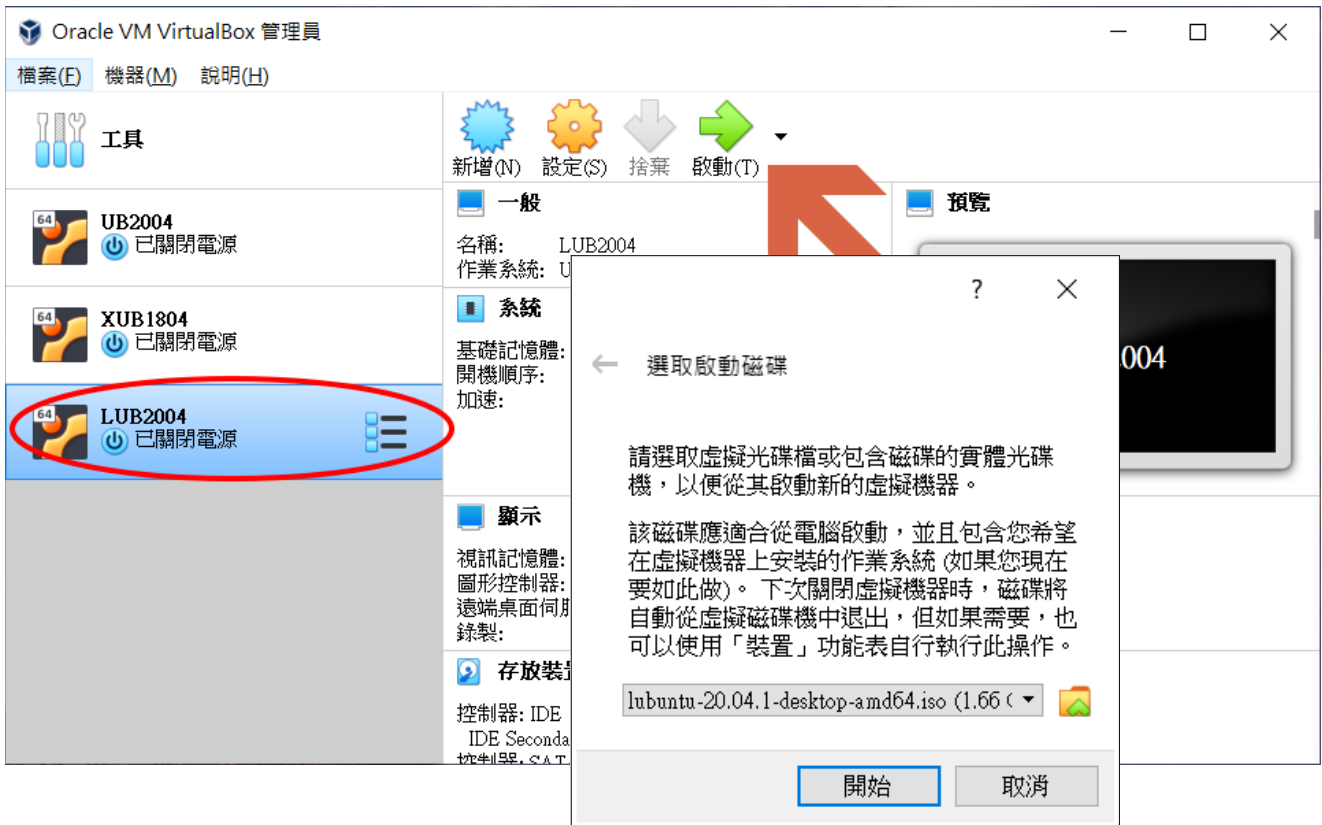 Oracle VM VirtualBox 管理員
檔案(F) 機器(M) 說明(H)
工具
新增(N) 設定(S) 捨棄 啟動(T)
64
UB2004
已關閉電源
64
XUB1804
已關閉電源
64
LUB2004
已關閉電源
一般
名稱: LUB2004
作業系統: U
系統
基礎記憶體:
開機順序:
加速:
顯示
視訊記憶體:
圖形控制器:
遠端桌面伺服
錄製:
存放裝置
控制器: IDE
IDE Seconda
控制器: SAT
預覽
004
?
選取啟動磁碟
請選取虛擬光碟檔或包含磁碟的實體光碟
機，以便從其啟動新的虛擬機器。
該磁碟應適合從電腦啟動，並且包含您希望
在虛擬機器上安裝的作業系統 (如果您現在
要如此做)。 下次關閉虛擬機器時，磁碟將
自動從虛擬磁碟機中退出，但如果需要，也
可以使用「裝置」功能表自行執行此操作。
lubuntu-20.04.1-desktop-amd64.iso (1.66 (
開始 取消